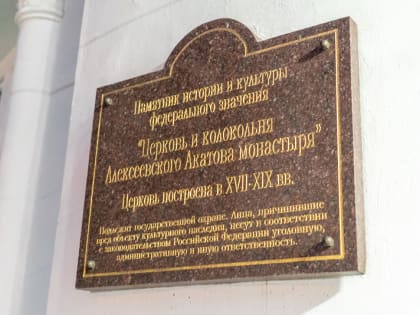 Памятник истории и культуры
федерального значения
"Церковь и колокольня
Алексеевского Акатова монастыря"
Церковь построена в XVII-XIX вв.
Подлежит государственной охране. Лица, причинившие
вред объекту культурного наследия, несут в соответствии
с законодательством Российской Федерации уголовную,
административную и иную ответственность.